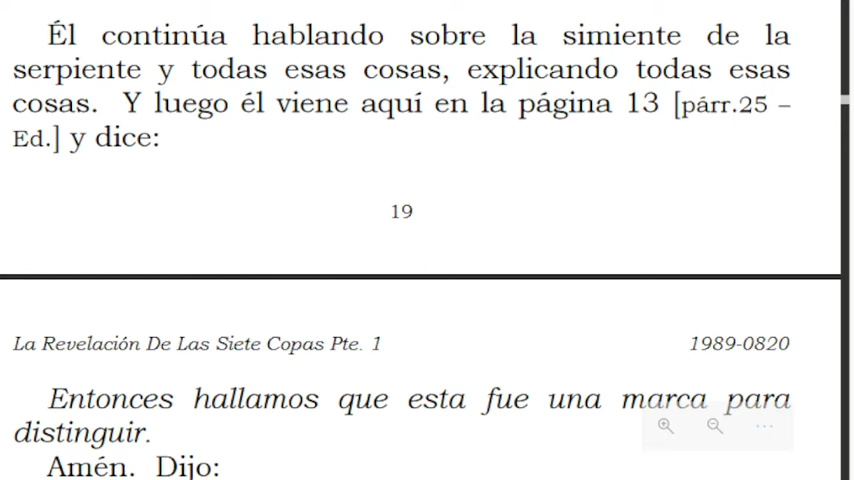 Él continúa hablando sobre la simiente de la
serpiente y todas esas cosas, explicando todas esas
cosas. Y luego él viene aquí en la página 13 [párr.25 –
Ed.] y dice:
19
La Revelación De Las Siete Copas Pte. 1 1989-0820
Entonces hallamos que esta fue una marca para
distinguir.
Amén. Dijo: